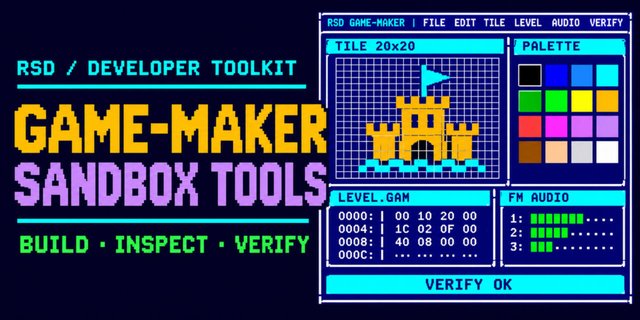 RSD / DEVELOPER TOOLKIT
GAME-MAKER
SANDBOX TOOLS
BUILD · INSPECT · VERIFY
RSD GAME-MAKER | FILE EDIT TILE LEVEL AUDIO VERIFY
TILE 20x20
PALETTE
LEVEL.GAM
0000: | 00 10 20 00
0004: | 1C 02 0F 00
0008: | 40 08 00 00
000C: | ... ... ... ...
FM AUDIO
1:
2:
3:
VERIFY OK